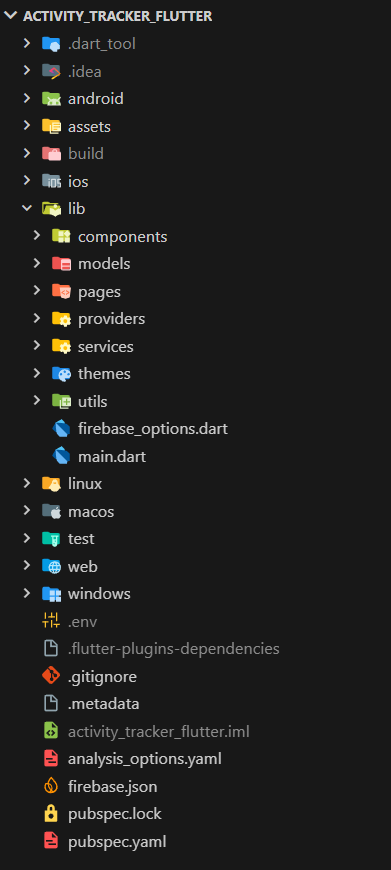 ACTIVITY_TRACKER_FLUTTER
.dart_tool
.idea
android
assets
build
ios
lib
components
models
pages
providers
services
themes
utils
firebase_options.dart
main.dart
linux
macos
test
web
windows
.env
.flutter-plugins-dependencies
.gitignore
.metadata
activity_tracker_flutter.iml
analysis_options.yaml
firebase.json
pubspec.lock
pubspec.yaml